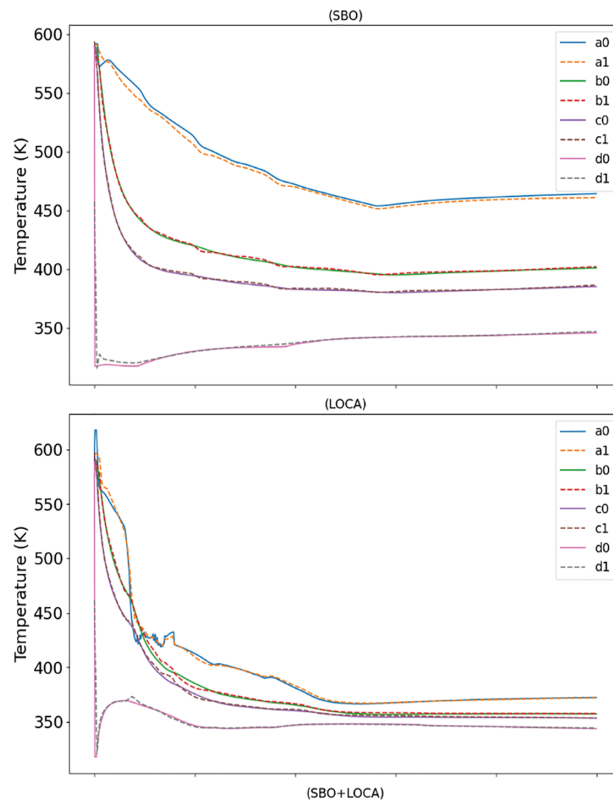 (SBO)
600
550
500
450
400
350
Temperature (K)
a0
a1
b0
b1
c0
c1
d0
d1
(LOCA)
600
550
500
450
400
350
Temperature (K)
a0
a1
b0
b1
c0
c1
d0
d1
(SBO+LOCA)